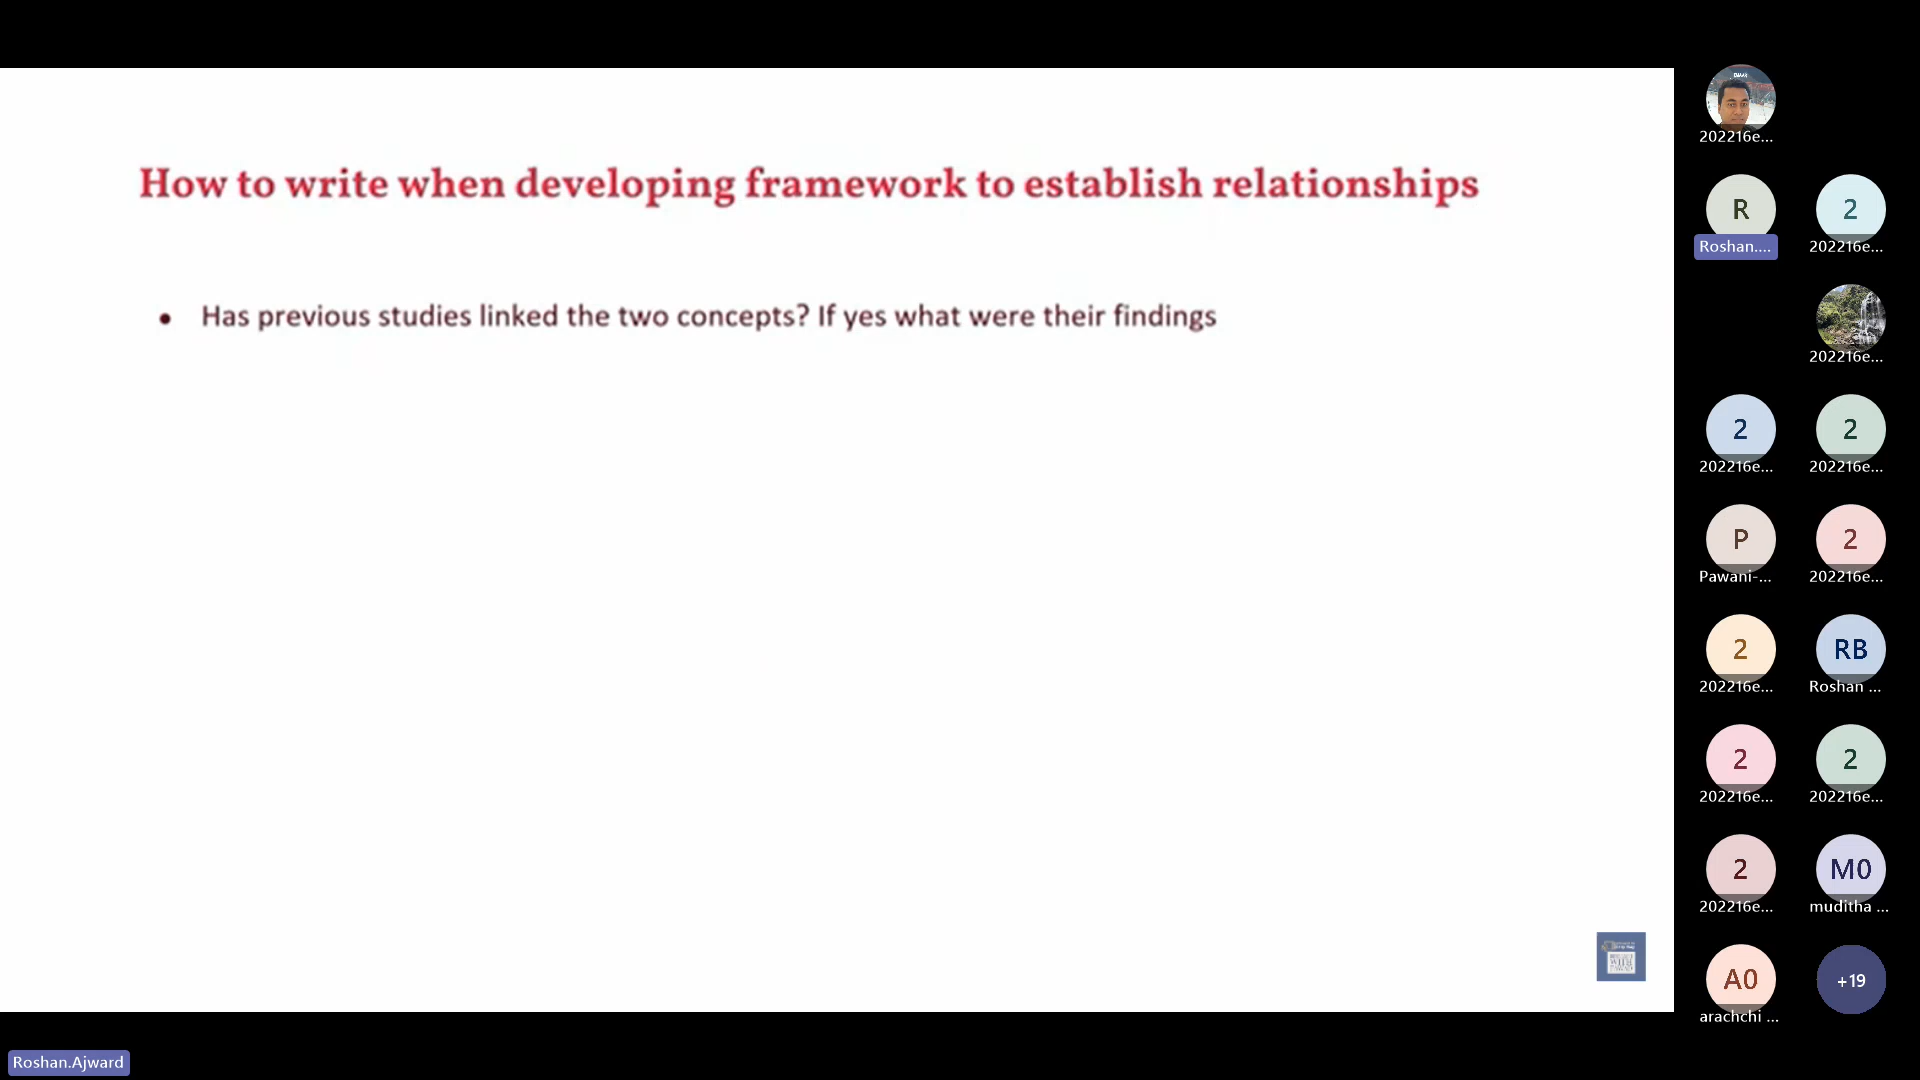 How to write when developing framework to establish relationships
• Has previous studies linked the two concepts? If yes what were their findings
202216e...
R
Roshan....
2
202216e...
202216e...
2
202216e...
2
202216e...
P
Pawani-...
2
202216e...
2
202216e...
RB
Roshan ...
2
202216e...
2
202216e...
2
202216e...
M0
muditha ...
A0
arachchi ...
+19
Roshan.Ajward